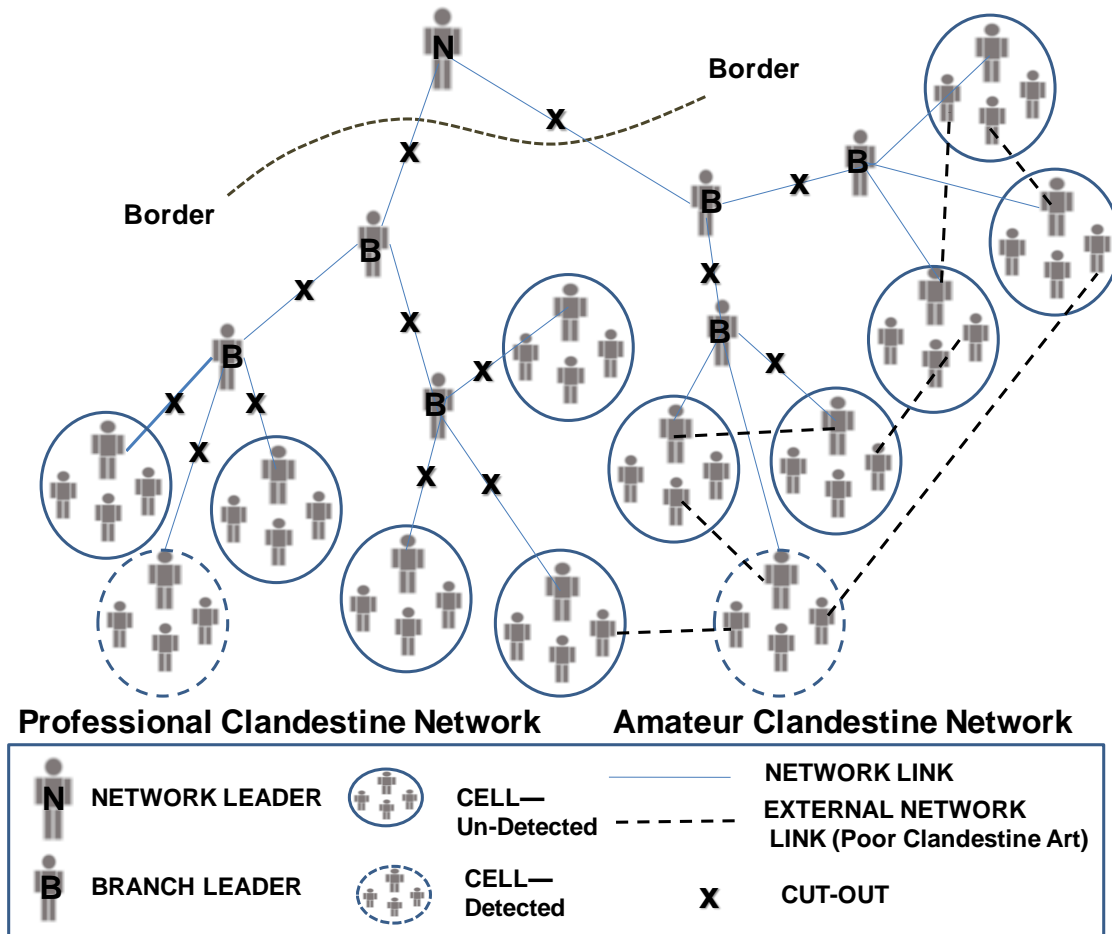 N
Border
X
Border
X
B
X
B
B
B
X
X
X
B
B
X
X
B
X
X
X
X
X
Professional Clandestine Network
Amateur Clandestine Network
N
NETWORK LEADER
CELL—
Un-Detected
NETWORK LINK
EXTERNAL NETWORK
LINK (Poor Clandestine Art)
B
BRANCH LEADER
CELL—
Detected
X
CUT-OUT